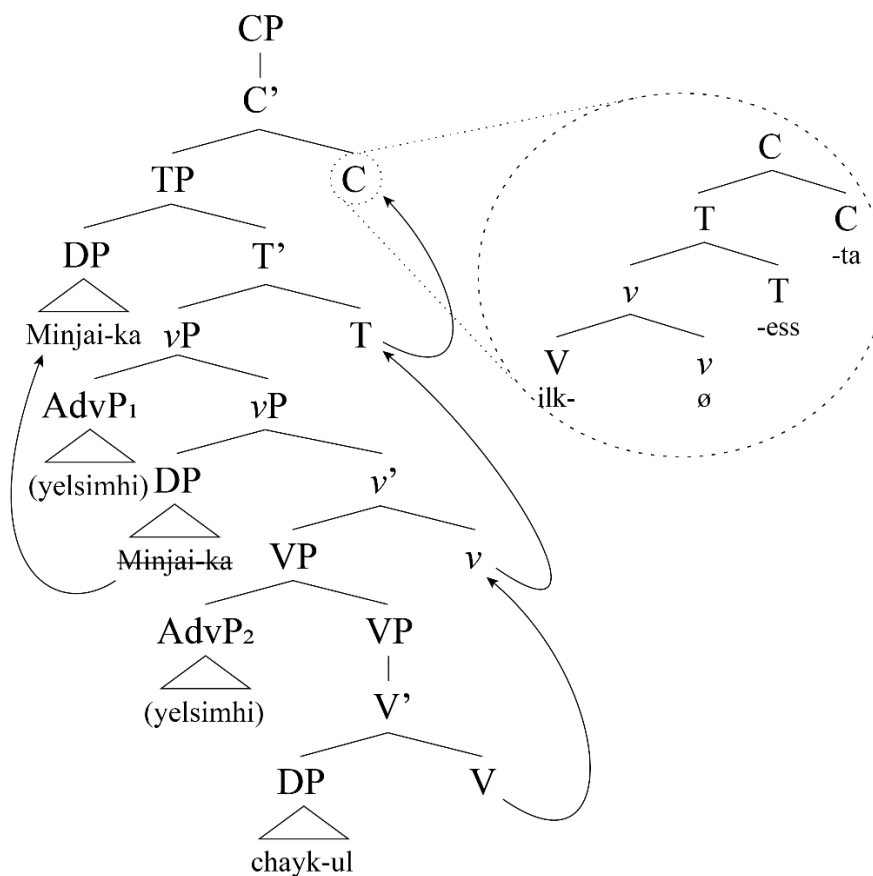 CP
C’
TP C
DP T’
Minjai-ka vP T
AdvP₁ vP
(yelsimhi) DP v’
Minjai-ka VP v
AdvP₂ VP
(yelsimhi) V’
DP V
chayk-ul
C
T C
-ta
v T
-ess
V v
ilk- ø